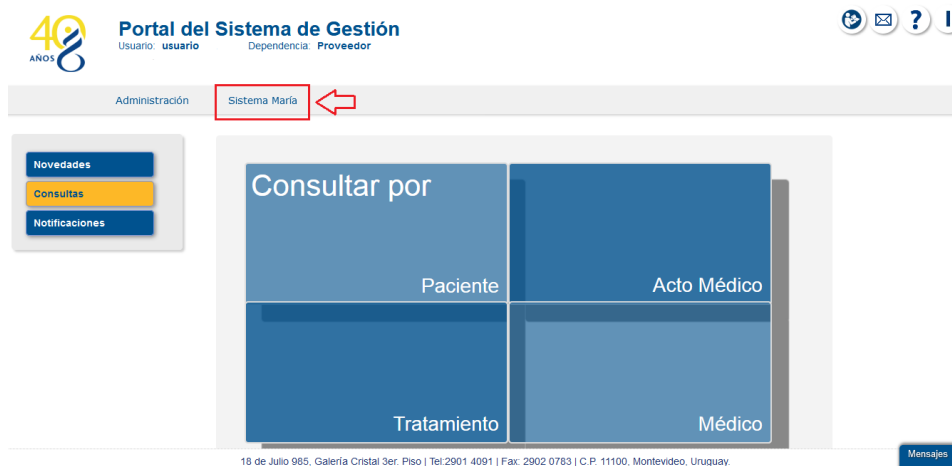 40
AÑOS
Portal del Sistema de Gestión
Usuario: usuario Dependencia: Proveedor
?
Administración Sistema María
Novedades
Consultas
Notificaciones
Consultar por
Paciente
Acto Médico
Tratamiento
Médico
Mensajes
18 de Julio 985, Galería Cristal 3er. Piso | Tel:2901 4091 | Fax: 2902 0783 | C.P. 11100, Montevideo, Uruguay.